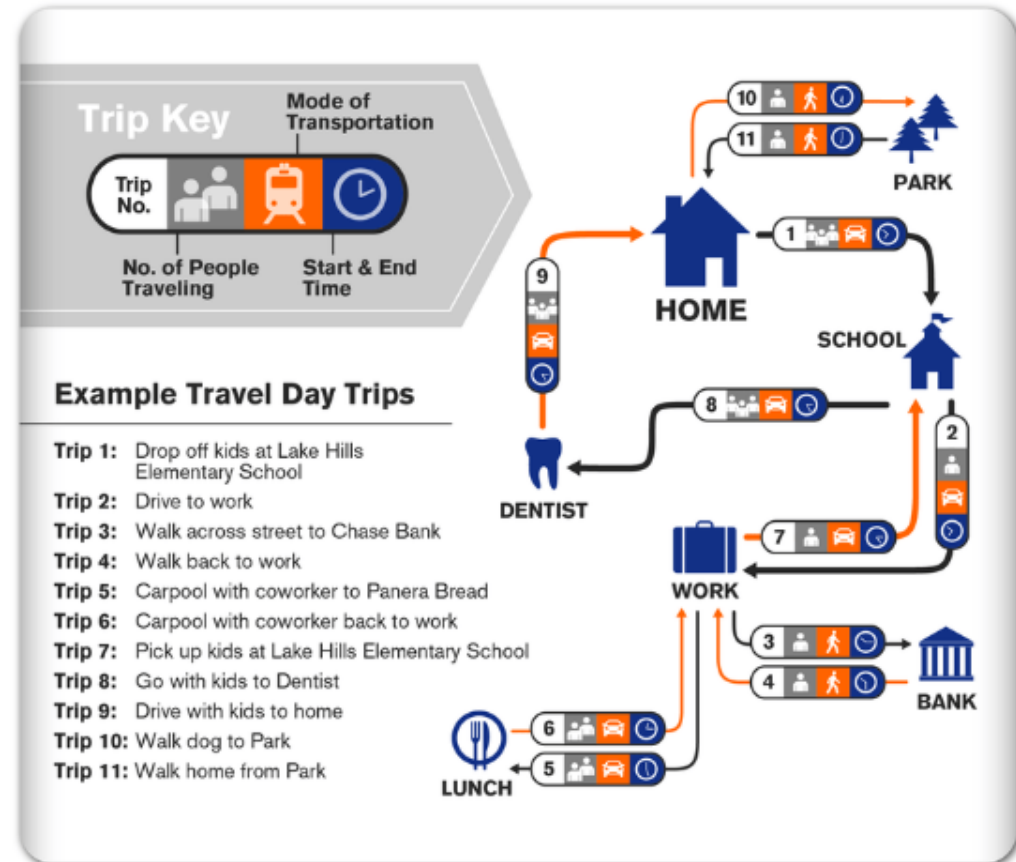 Trip Key
Mode of
Transportation
Trip
No.
No. of People
Traveling
Start & End
Time
Example Travel Day Trips
Trip 1: Drop off kids at Lake Hills
Elementary School
Trip 2: Drive to work
Trip 3: Walk across street to Chase Bank
Trip 4: Walk back to work
Trip 5: Carpool with coworker to Panera Bread
Trip 6: Carpool with coworker back to work
Trip 7: Pick up kids at Lake Hills Elementary School
Trip 8: Go with kids to Dentist
Trip 9: Drive with kids to home
Trip 10: Walk dog to Park
Trip 11: Walk home from Park
10
11
PARK
1
HOME
9
SCHOOL
8
2
DENTIST
7
WORK
3
4
BANK
6
5
LUNCH